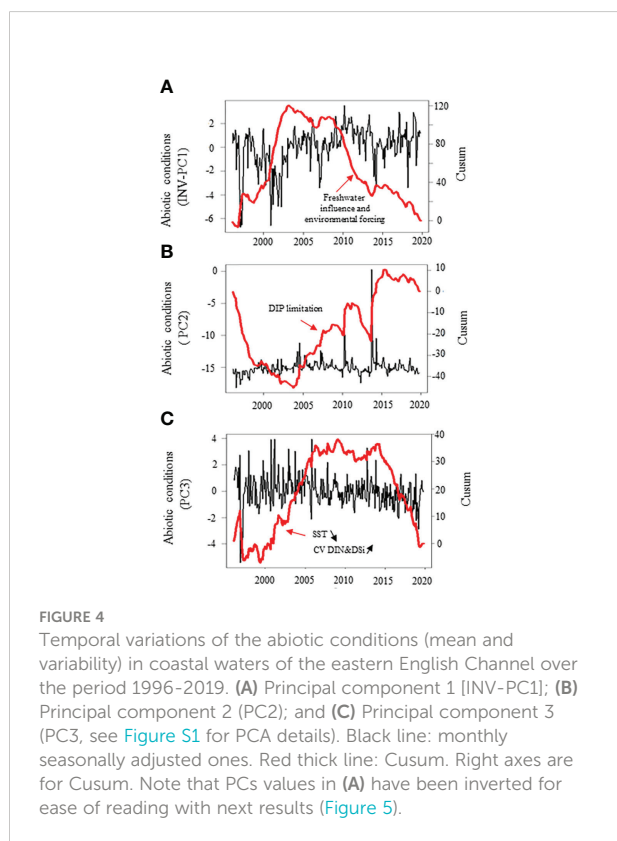 A
Abiotic conditions
(INV-PC1)
2
0
-2
-4
-6
120
80
40
0
Cusum
Freshwater
influence and
environmental forcing
2000
2005
2010
2015
2020
B
Abiotic conditions
( PC2)
0
-5
-10
-15
10
0
-20
-30
-40
Cusum
DIP limitation
2000
2005
2010
2015
2020
C
Abiotic conditions
(PC3)
4
2
0
-2
-4
40
30
20
10
0
Cusum
SST
CV DIN&DSi
2000
2005
2010
2015
2020
FIGURE 4
Temporal variations of the abiotic conditions (mean and
variability) in coastal waters of the eastern English Channel over
the period 1996-2019. (A) Principal component 1 [INV-PC1]; (B)
Principal component 2 (PC2); and (C) Principal component 3
(PC3, see Figure S1 for PCA details). Black line: monthly
seasonally adjusted ones. Red thick line: Cusum. Right axes are
for Cusum. Note that PCs values in (A) have been inverted for
ease of reading with next results (Figure 5).